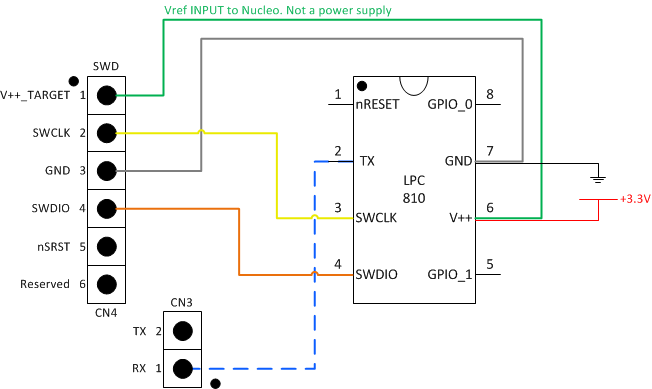 Vref INPUT to Nucleo. Not a power supply
SWD
V++_TARGET 1
SWCLK 2
GND 3
SWDIO 4
nSRST 5
Reserved 6
CN4
CN3
TX 2
RX 1
1 nRESET GPIO_0 8
2 TX GND 7
LPC
810
3 SWCLK V++ 6
4 SWDIO GPIO_1 5
+3.3V